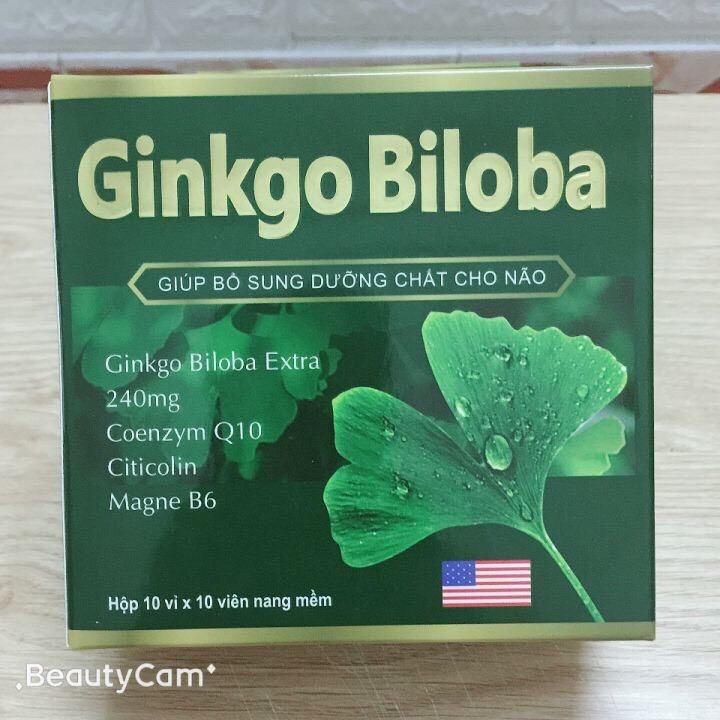 Ginkgo Biloba
GIÚP BỔ SUNG DƯỠNG CHẤT CHO NÃO
Ginkgo Biloba Extra
240mg
Coenzym Q10
Citicolin
Magne B6
Hộp 10 vỉ x 10 viên nang mềm
BeautyCam